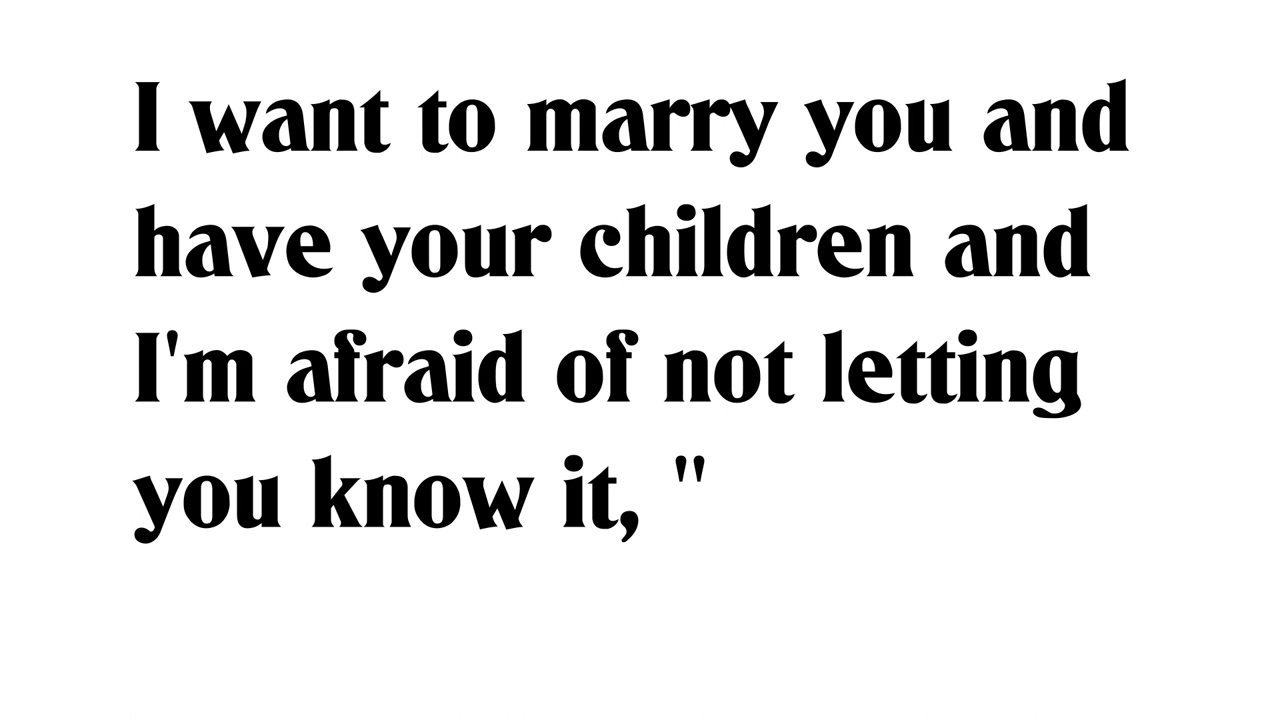 I want to marry you and
have your children and
I'm afraid of not letting
you know it, "